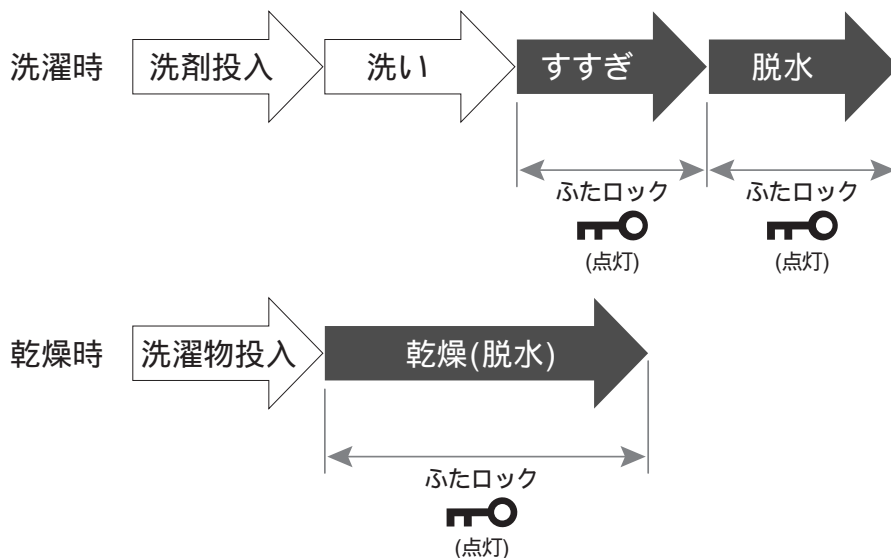 洗濯時 洗剤投入 洗い すすぎ 脱水
ふたロック ふたロック
(点灯) (点灯)
乾燥時 洗濯物投入 乾燥(脱水)
ふたロック
(点灯)